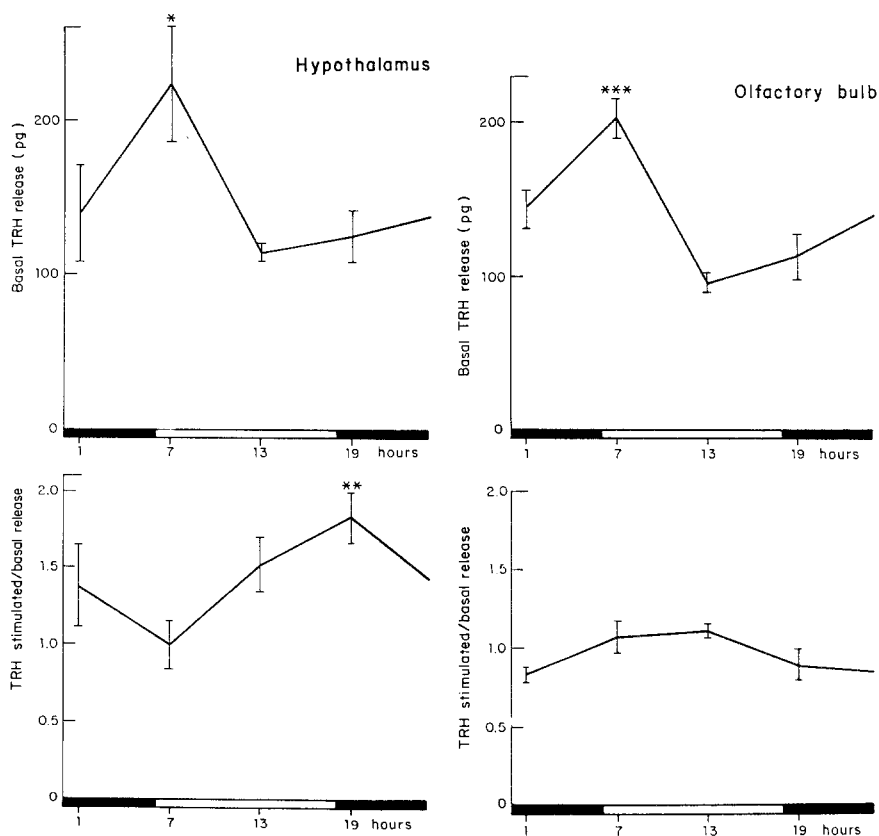 *
Hypothalamus
Basal TRH release (pg)
200
100
0
1 7 13 19 hours
***
Olfactory bulb
Basal TRH release (pg)
200
100
0
1 7 13 19 hours
**
TRH stimulated/basal release
2.0
1.5
1.0
0.5
0
1 7 13 19 hours
TRH stimulated/basal release
2.0
1.5
1.0
0.5
0
1 7 13 19 hours